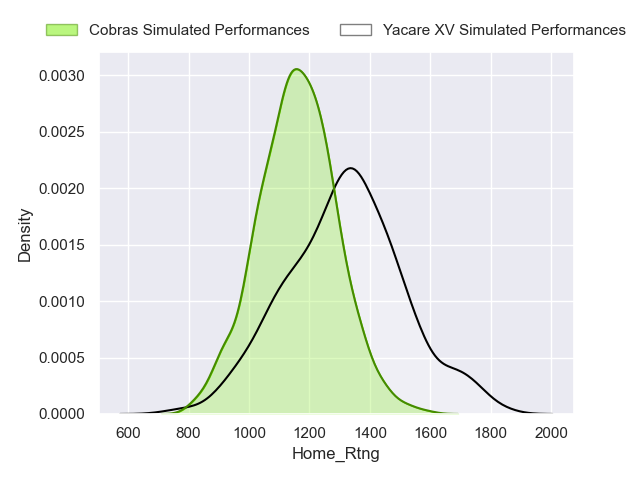 Cobras Simulated Performances
Yacare XV Simulated Performances
0.0030
0.0025
0.0020
0.0015
0.0010
0.0005
0.0000
Density
600 800 1000 1200 1400 1600 1800 2000
Home_Rtng